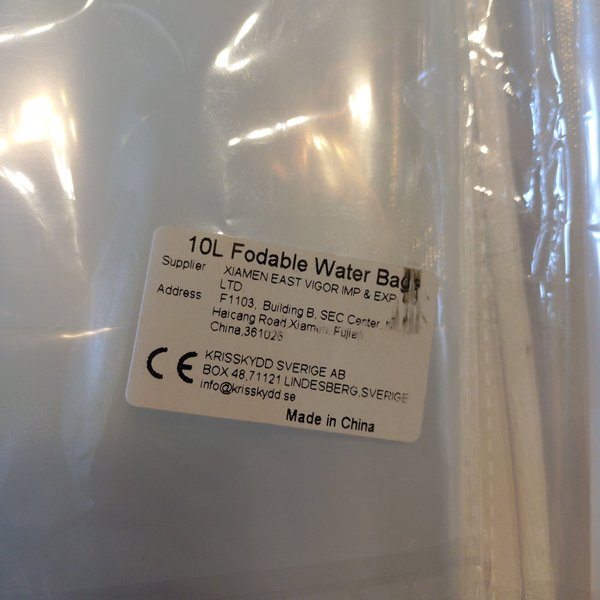 10L Fodable Water Bags
Supplier XIAMEN EAST VIGOR IMP & EXP
LTD
Address F1103, Building B, SEC Center,
Haicang Road,Xiamen, Fujian
China,361026
CE KRISSKYDD SVERIGE AB
BOX 48,71121 LINDESBERG,SVERIGE
info@krisskydd.se
Made in China